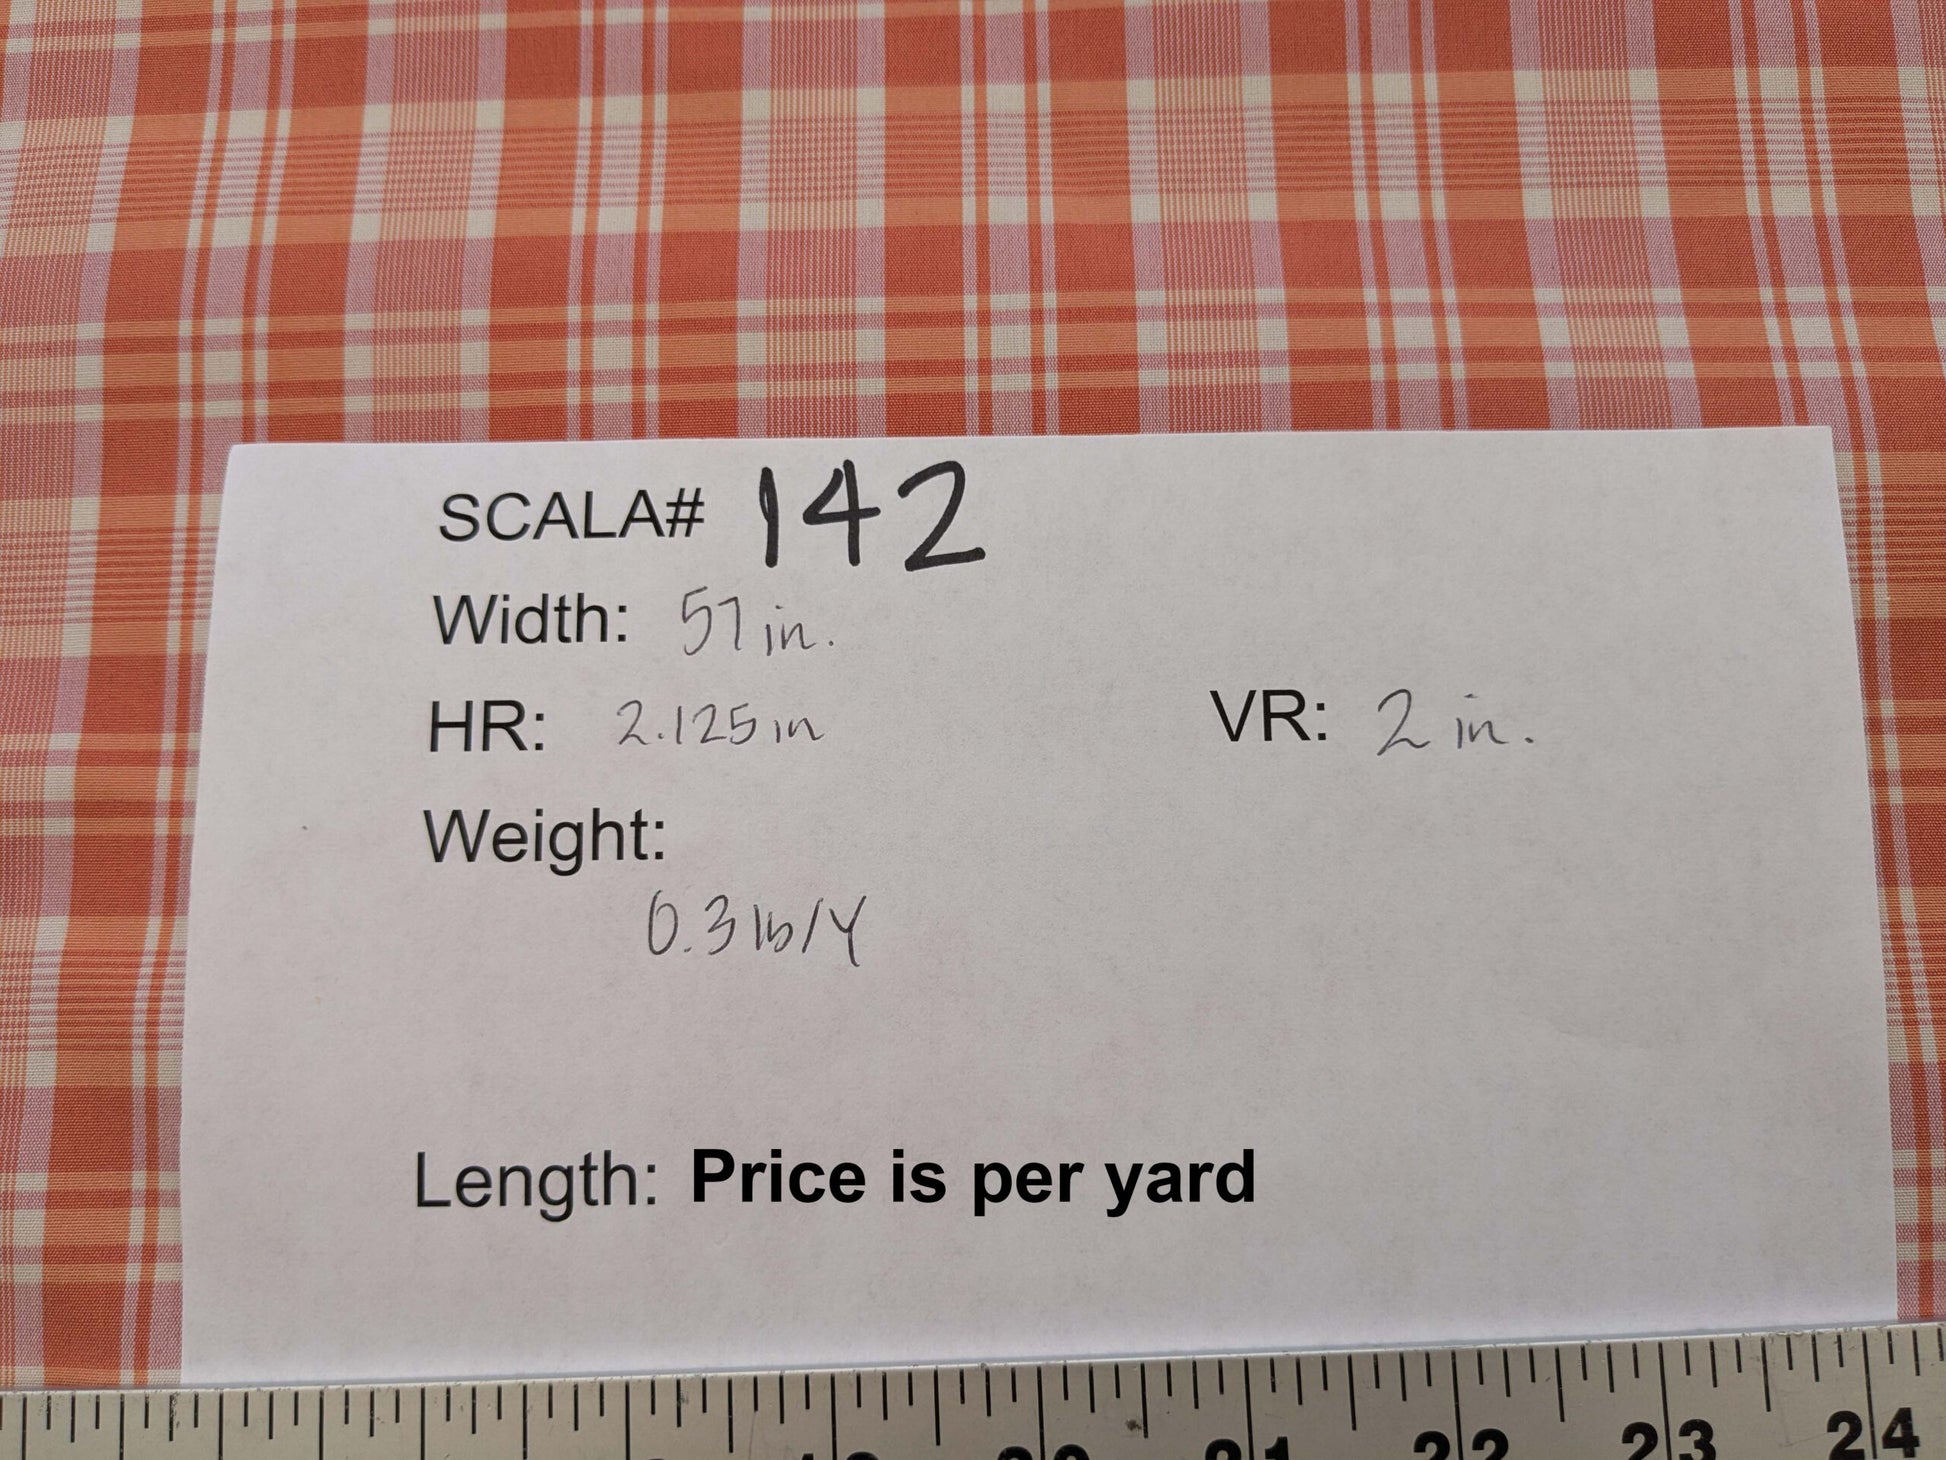 SCALA# 142
Width: 57 in.
HR: 2.125 in VR: 2 in.
Weight:
0.3 lb/Y
Length: Price is per yard
21 22 23 24